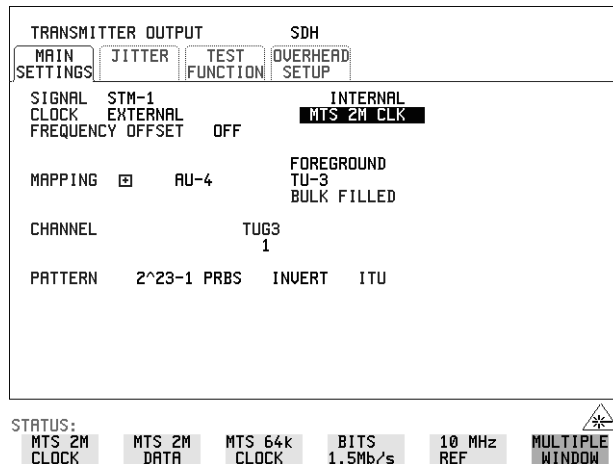 TRANSMITTER OUTPUT SDH
MAIN SETTINGS JITTER TEST FUNCTION OVERHEAD SETUP
SIGNAL STM-1 INTERNAL
CLOCK EXTERNAL MTS 2M CLK
FREQUENCY OFFSET OFF
FOREGROUND
MAPPING + AU-4 TU-3
BULK FILLED
CHANNEL TUG3
1
PATTERN 2^23-1 PRBS INVERT ITU
STATUS:
MTS 2M CLOCK MTS 2M DATA MTS 64k CLOCK BITS 1.5Mb/s 10 MHz REF MULTIPLE WINDOW